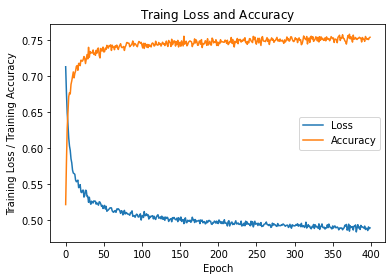 Traing Loss and Accuracy
Training Loss / Training Accuracy
0.75
0.70
0.65
0.60
0.55
0.50
Loss
Accuracy
0 50 100 150 200 250 300 350 400
Epoch